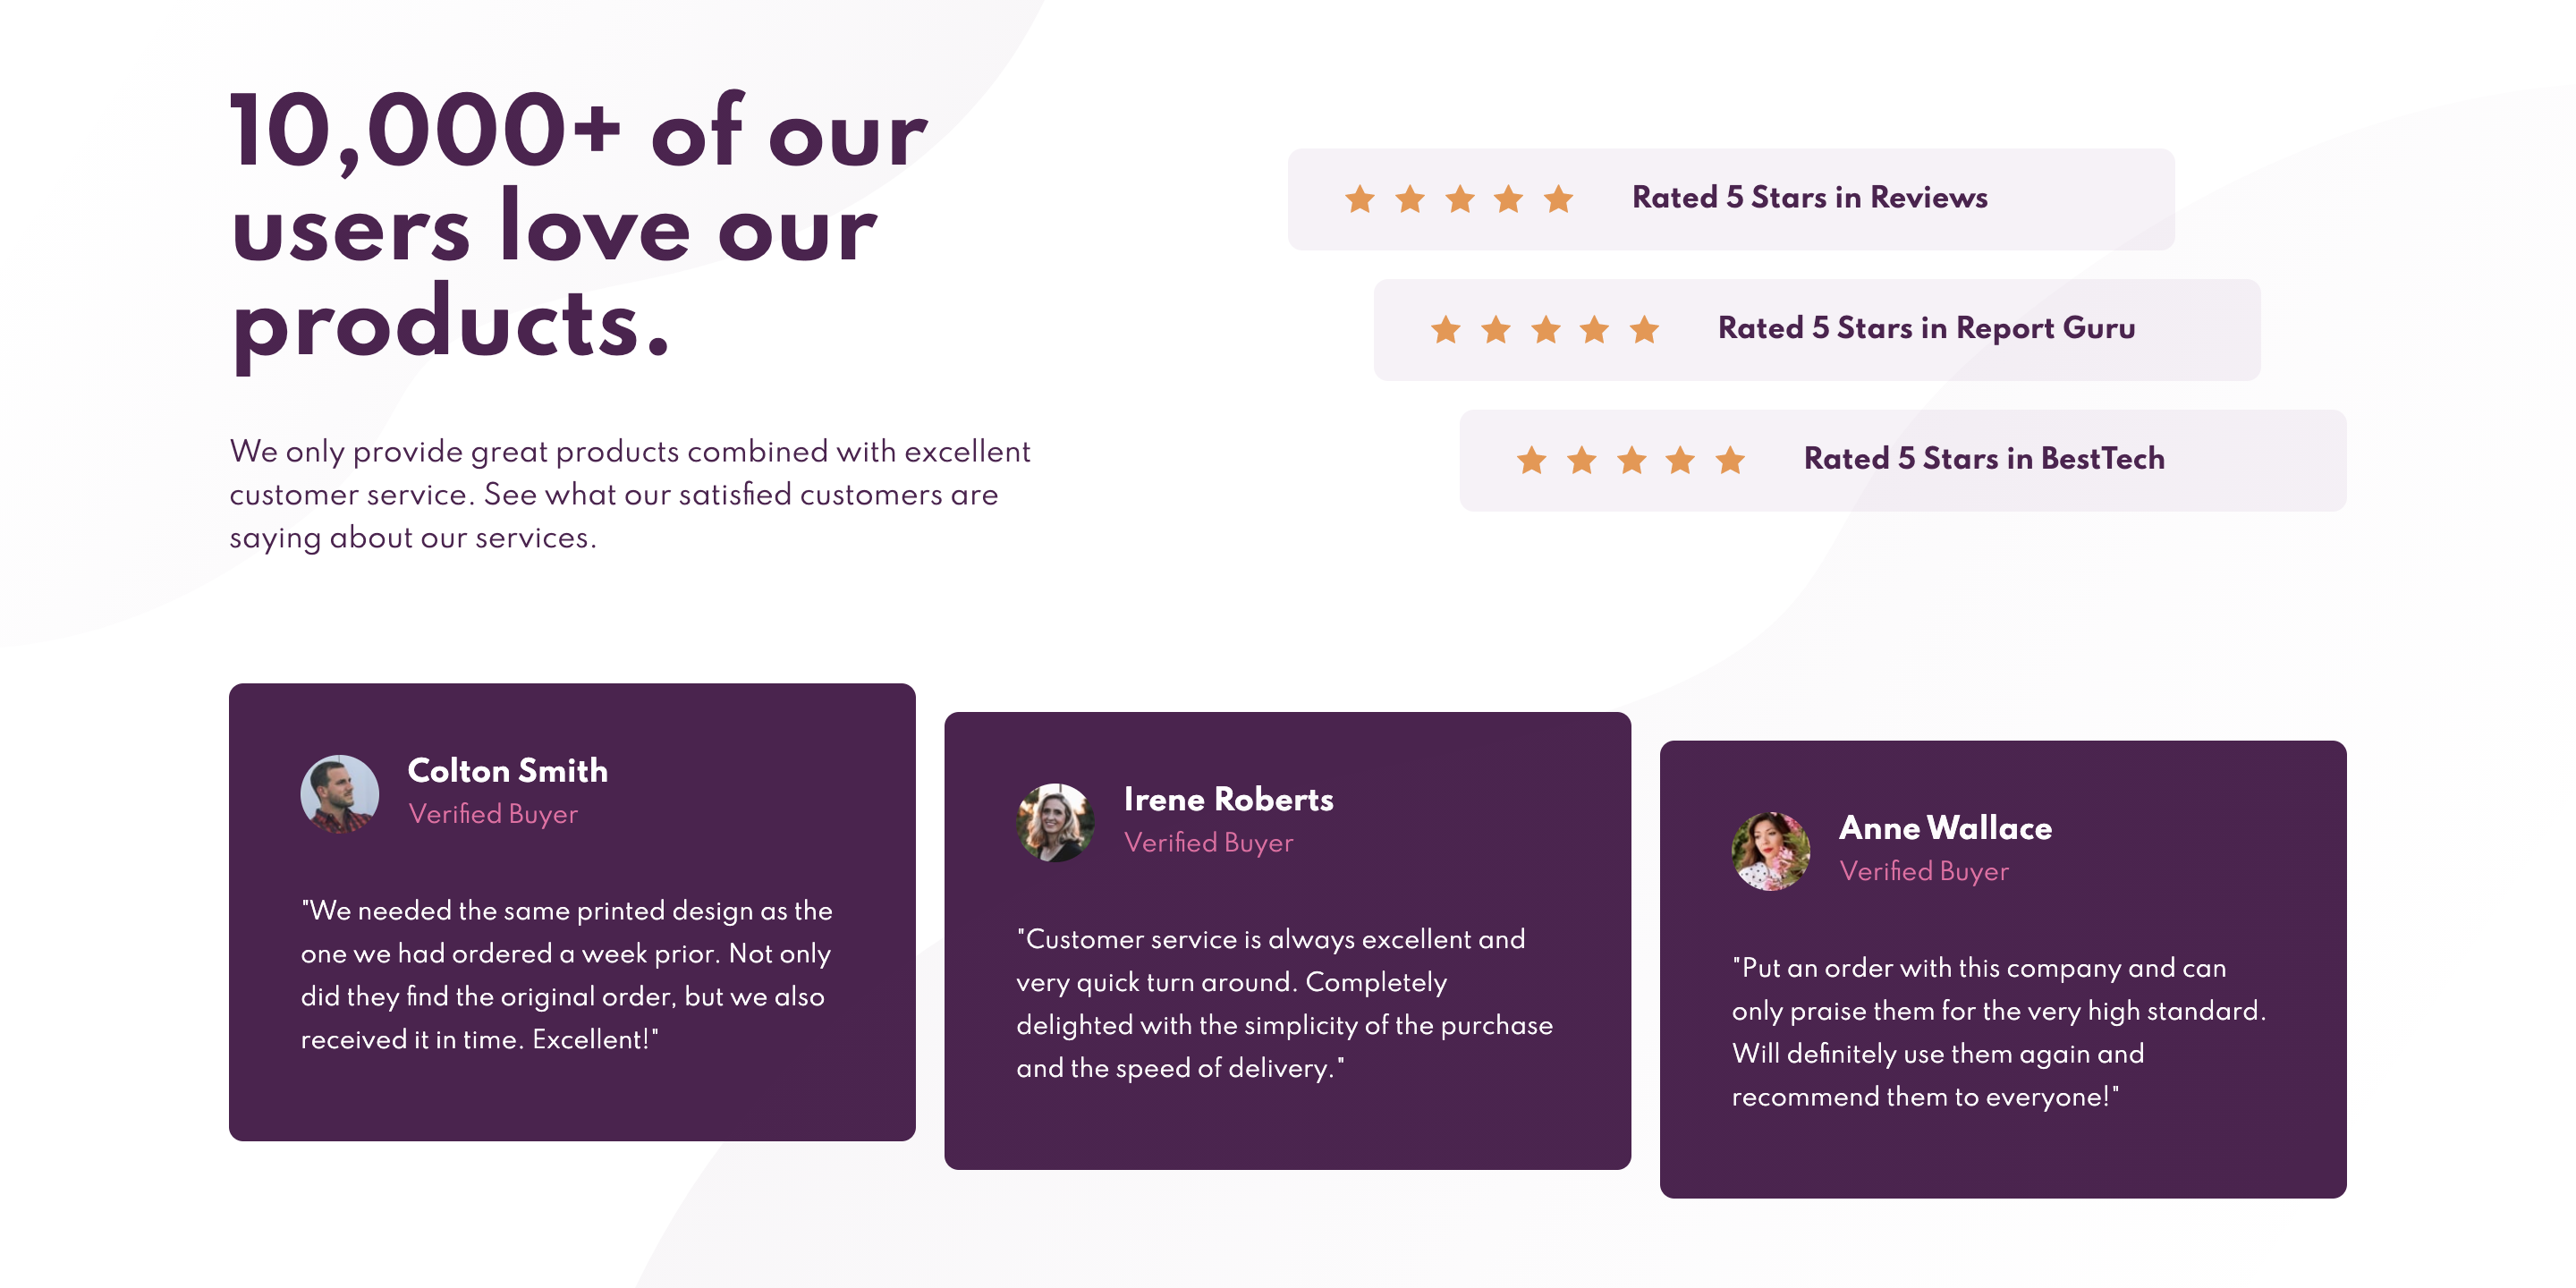 10,000+ of our
users love our
products.
We only provide great products combined with excellent
customer service. See what our satisfied customers are
saying about our services.
Rated 5 Stars in Reviews
Rated 5 Stars in Report Guru
Rated 5 Stars in BestTech
Colton Smith
Verified Buyer
"We needed the same printed design as the
one we had ordered a week prior. Not only
did they find the original order, but we also
received it in time. Excellent!"
Irene Roberts
Verified Buyer
"Customer service is always excellent and
very quick turn around. Completely
delighted with the simplicity of the purchase
and the speed of delivery."
Anne Wallace
Verified Buyer
"Put an order with this company and can
only praise them for the very high standard.
Will definitely use them again and
recommend them to everyone!"